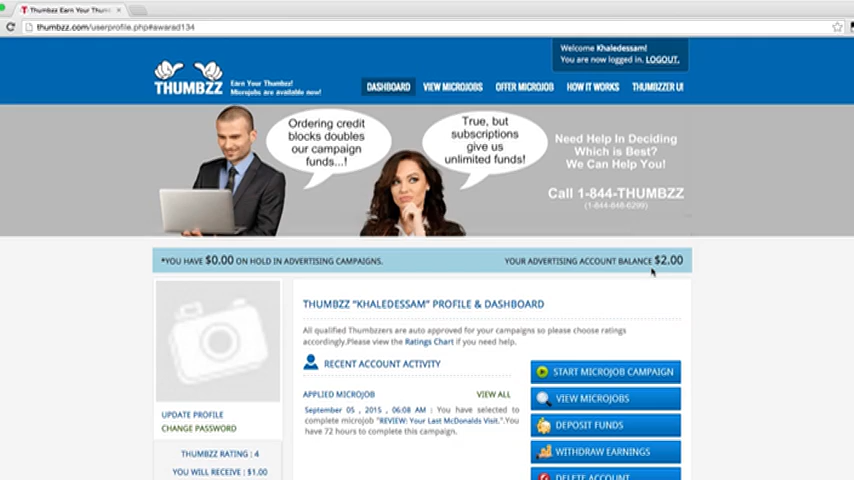 Thumbzz Earn Your Thum
thumbzz.com/userprofile.php#awarad134
Welcome Khaledessam!
You are now logged in. LOGOUT.
THUMBZZ
Earn Your Thumbz!
Microjobs are available now!
DASHBOARD VIEW MICROJOBS OFFER MICROJOB HOW IT WORKS THUMBZZER U!
Ordering credit
blocks doubles
our campaign
funds...!
True, but
subscriptions
give us
unlimited funds!
Need Help In Deciding
Which is Best?
We Can Help You!
Call 1-844-THUMBZZ
(1-844-846-6299)
*YOU HAVE $0.00 ON HOLD IN ADVERTISING CAMPAIGNS.
YOUR ADVERTISING ACCOUNT BALANCE $2.00
UPDATE PROFILE
CHANGE PASSWORD
THUMBZZ RATING : 4
YOU WILL RECEIVE : $1.00
THUMBZZ "KHALEDESSAM" PROFILE & DASHBOARD
All qualified Thumbzzers are auto approved for your campaigns so please choose ratings
accordingly.Please view the Ratings Chart if you need help.
RECENT ACCOUNT ACTIVITY
APPLIED MICROJOB VIEW ALL
September 05 , 2015 , 06:08 AM : You have selected to
complete microjob "REVIEW: Your Last McDonalds Visit.".You
have 72 hours to complete this campaign.
START MICROJOB CAMPAIGN
VIEW MICROJOBS
DEPOSIT FUNDS
WITHDRAW EARNINGS
DELETE ACCOUNT